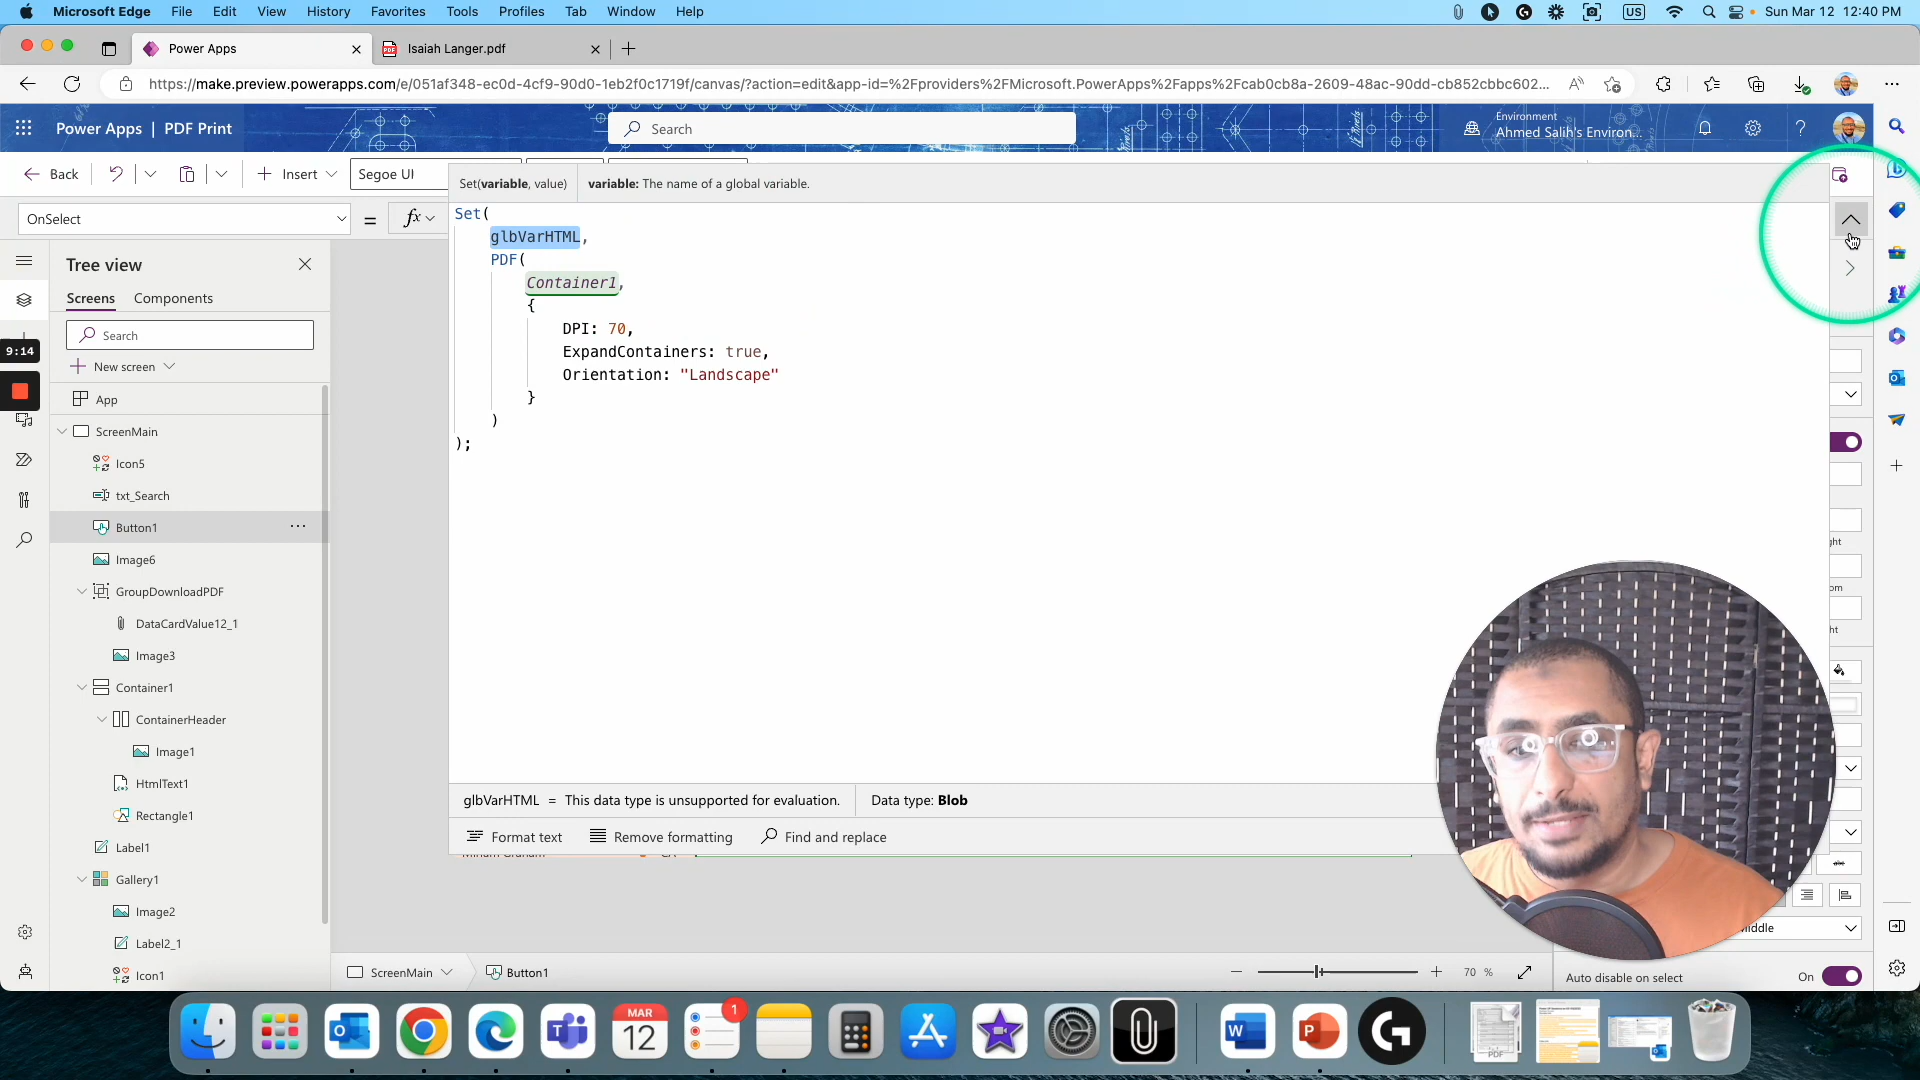 Microsoft Edge File Edit View History Favorites Tools Profiles Tab Window Help US Sun Mar 12 12:40 PM
Power Apps Isaiah Langer.pdf
https://make.preview.powerapps.com/e/051af348-ec0d-4cf9-90d0-1eb2f0c1719f/canvas/?action=edit&app-id=%2Fproviders%2FMicrosoft.PowerApps%2Fapps%2Fcab0cb8a-2609-48ac-90dd-cb852cbbc602...
Power Apps | PDF Print Search Environment
Ahmed Salih's Environ...
Back Insert Segoe UI Set(variable, value) variable: The name of a global variable.
OnSelect = fx
Set(
glbVarHTML,
PDF(
Container1,
{
DPI: 70,
ExpandContainers: true,
Orientation: "Landscape"
}
)
);
Tree view
Screens Components
Search
9:14
New screen
App
ScreenMain
Icon5
txt_Search
Button1 ...
Image6
GroupDownloadPDF
DataCardValue12_1
Image3
Container1
ContainerHeader
Image1
HtmlText1
Rectangle1
Label1
Gallery1
Image2
Label2_1
Icon1
glbVarHTML = This data type is unsupported for evaluation. Data type: Blob
Format text Remove formatting Find and replace
ScreenMain Button1 70 %
Auto disable on select On
MAR
12
1
PDF